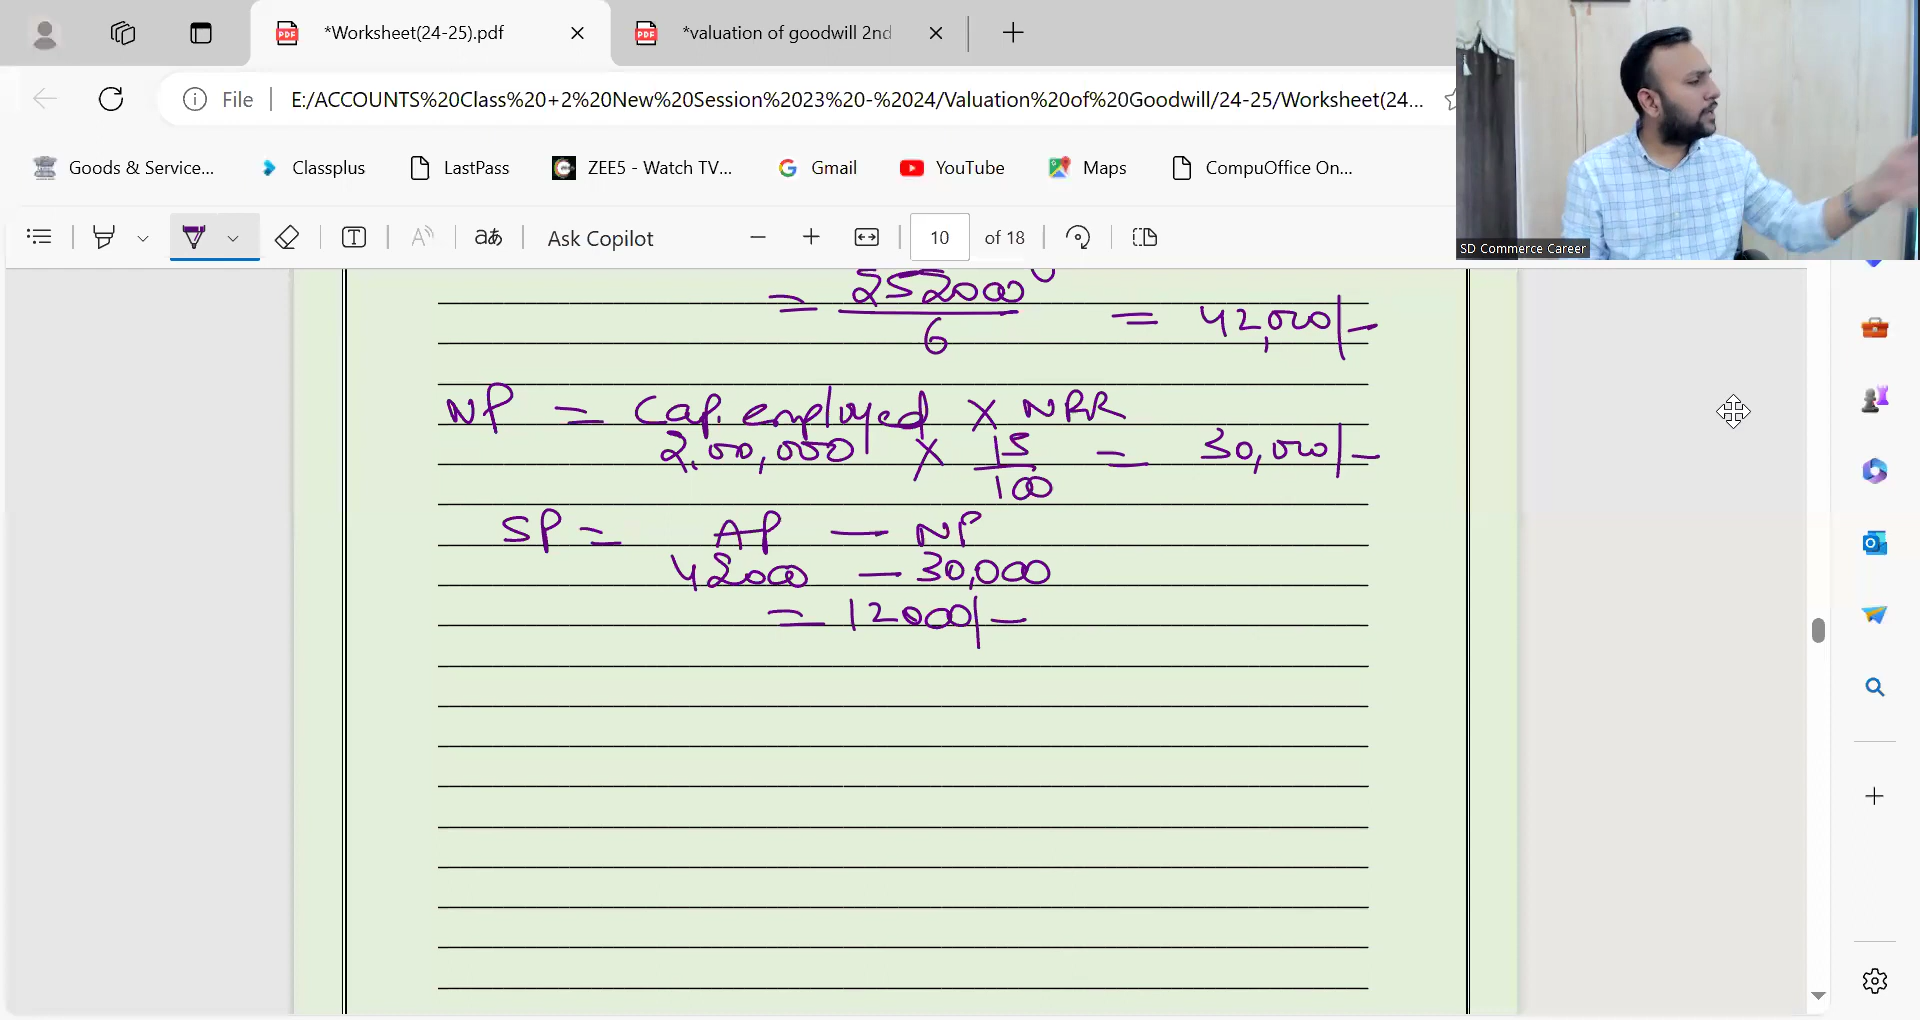 *Worksheet(24-25).pdf
*valuation of goodwill 2nd
File
E:/ACCOUNTS%20Class%20+2%20New%20Session%2023%20-%2024/Valuation%20of%20Goodwill/24-25/Worksheet(24...
Goods & Service...
Classplus
LastPass
ZEE5 - Watch TV...
Gmail
YouTube
Maps
CompuOffice On...
aあ
Ask Copilot
10
of 18
SD Commerce Career
= 252000 = 42,000/-
6
NP = Cap. employed X NRR
2,00,000 X 15 = 30,000/-
100
SP = AP — NP
42000 — 30,000
= 12000/-